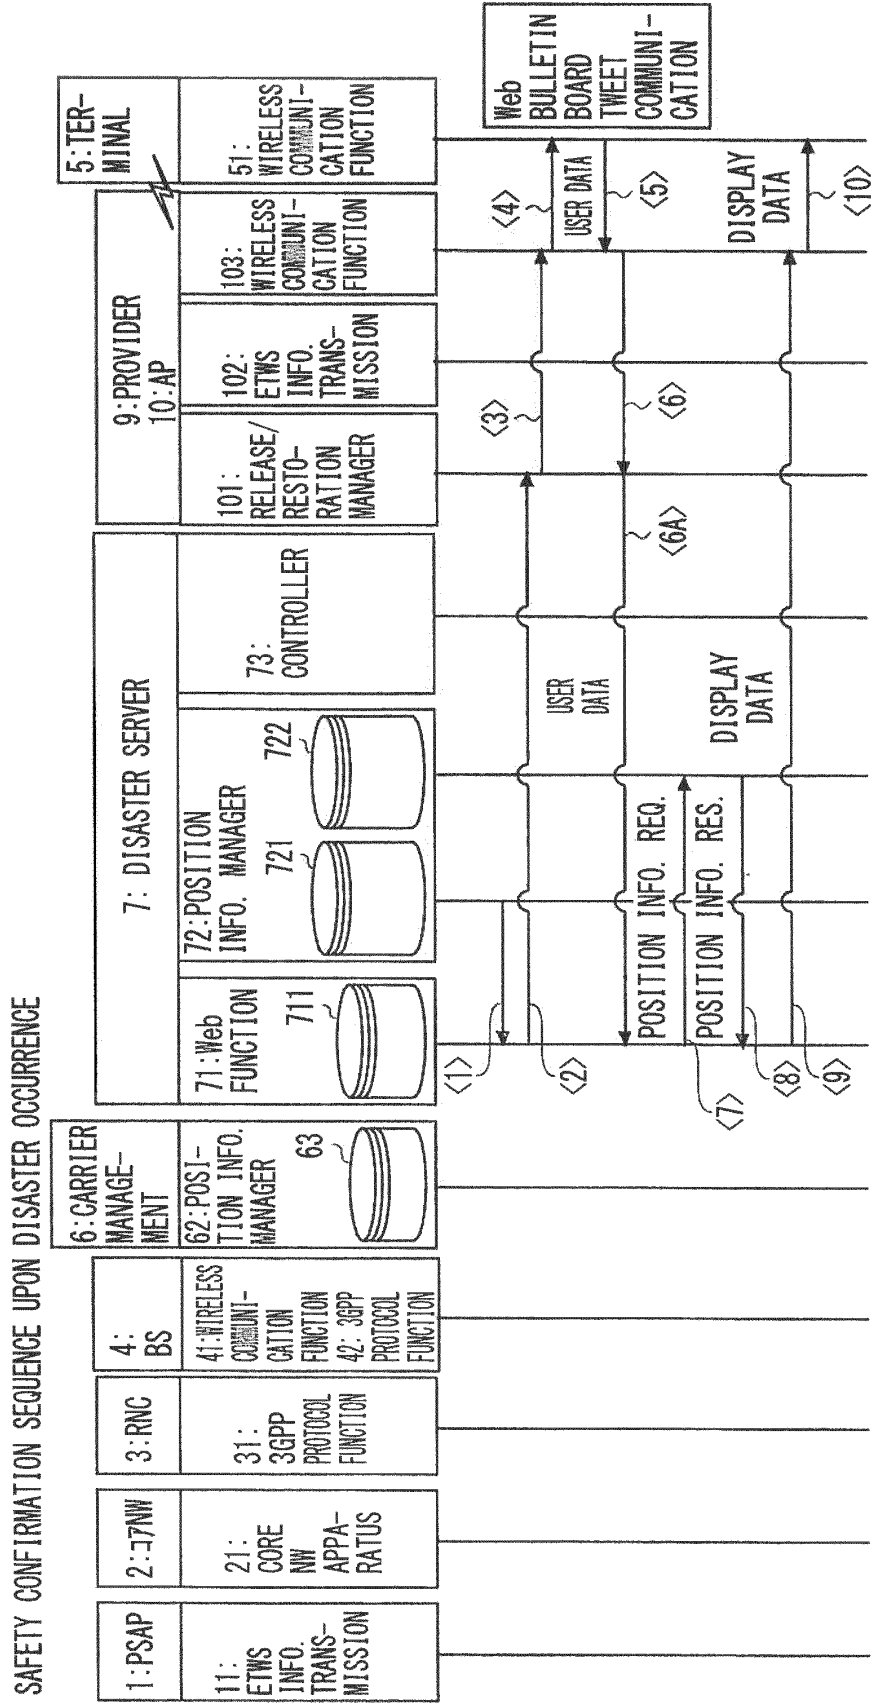 SAFETY CONFIRMATION SEQUENCE UPON DISASTER OCCURRENCE
1:PSAP
11:
ETWS
INFO.
TRANS-
MISSION
2:コアNW
21:
CORE
NW
APPA-
RATUS
3:RNC
31:
3GPP
PROTOCOL
FUNCTION
4:
BS
41:WIRELESS
COMMUNI-
CATION
FUNCTION
42: 3GPP
PROTOCOL
FUNCTION
6:CARRIER
MANAGE-
MENT
62:POSI-
TION INFO.
MANAGER
63
7: DISASTER SERVER
71:Web
FUNCTION
711
72:POSITION
INFO. MANAGER
721
722
73:
CONTROLLER
9:PROVIDER
10:AP
101:
RELEASE/
RESTO-
RATION
MANAGER
102:
ETWS
INFO.
TRANS-
MISSION
103:
WIRELESS
COMMUNI-
CATION
FUNCTION
5:TER-
MINAL
51:
WIRELESS
COMMUNI-
CATION
FUNCTION
Web
BULLETIN
BOARD
TWEET
COMMUNI-
CATION
<1>
<2>
<3>
<4>
USER DATA
<5>
<6>
<6A>
USER
DATA
POSITION INFO. REQ.
<7>
POSITION INFO. RES.
<8>
DISPLAY
DATA
<9>
DISPLAY
DATA
<10>